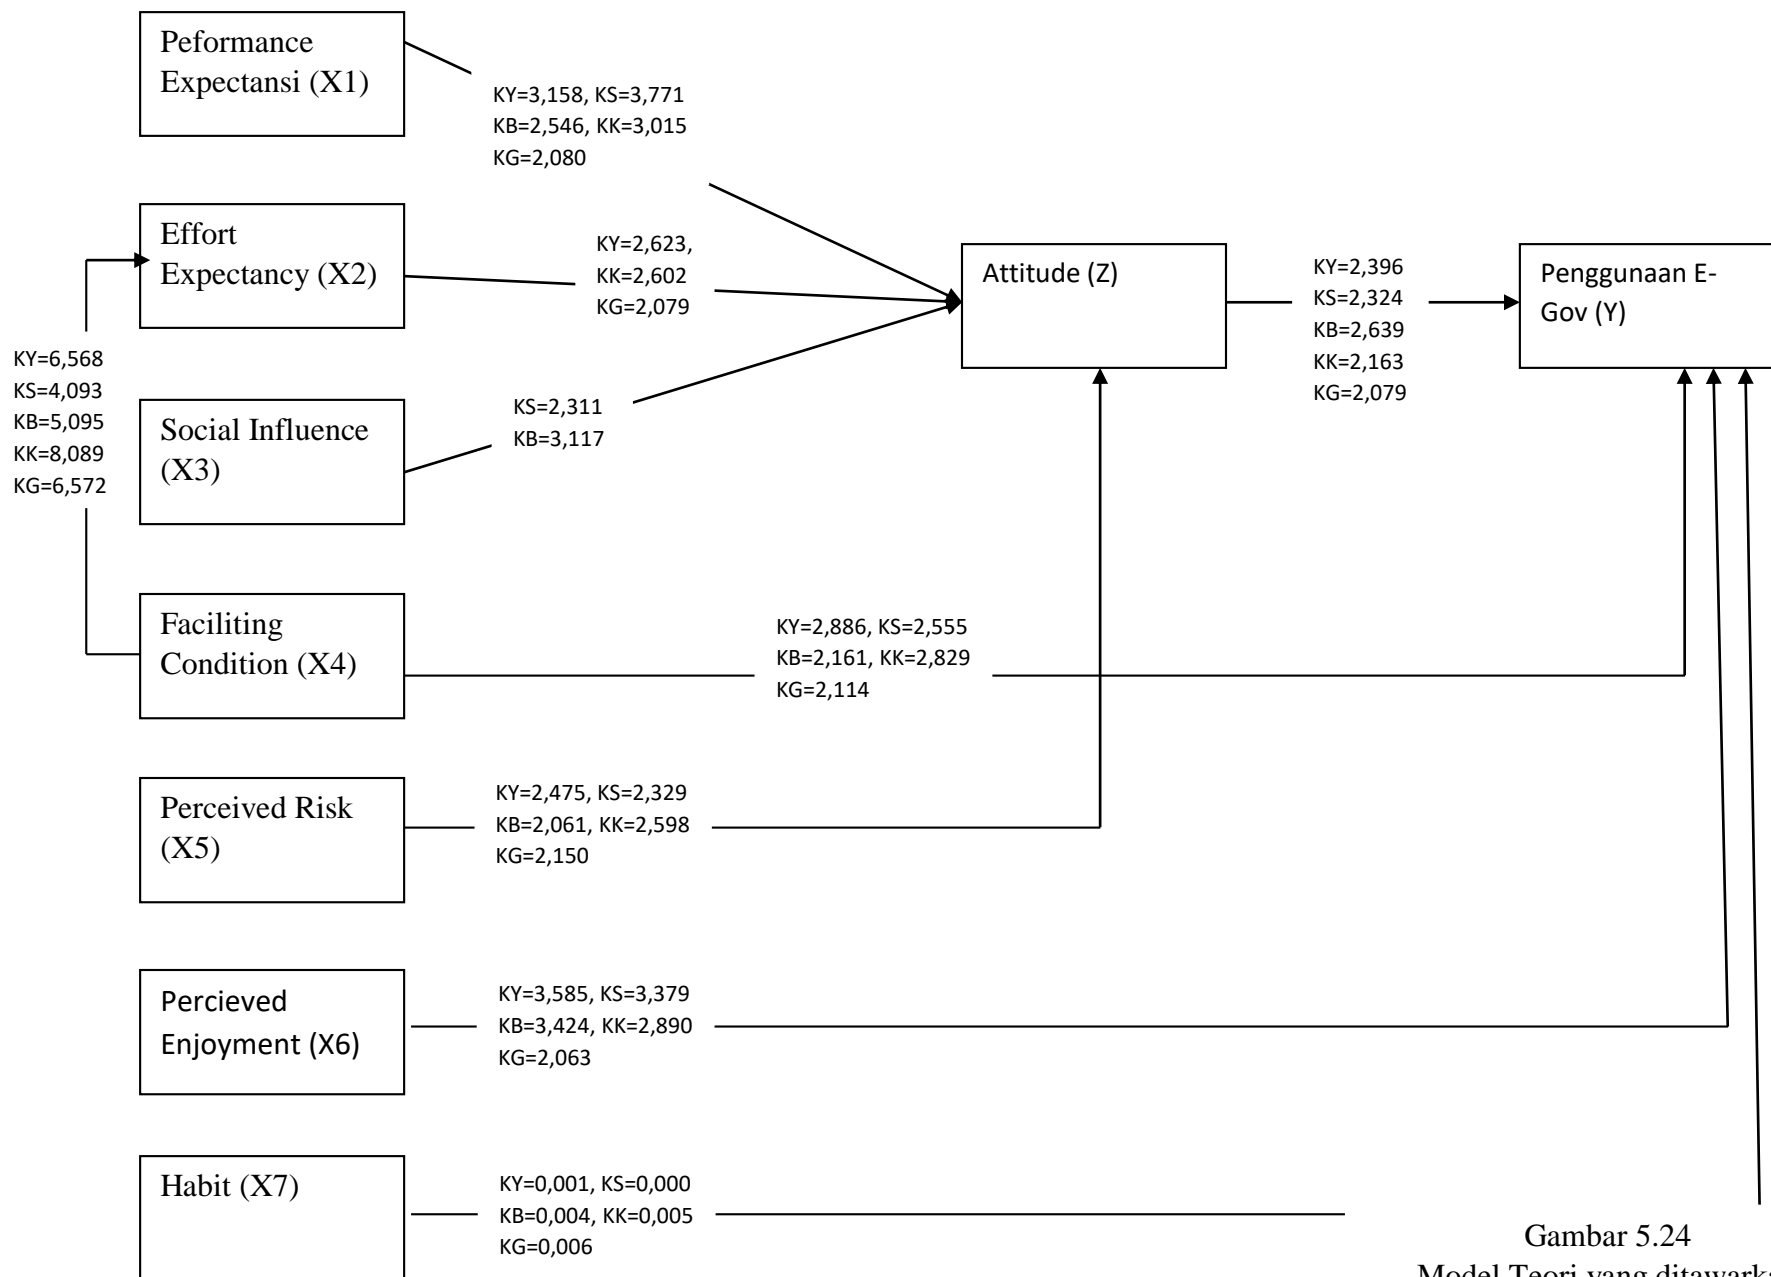 Peformance
Expectansi (X1)
KY=3,158, KS=3,771
KB=2,546, KK=3,015
KG=2,080
Effort
Expectancy (X2)
KY=2,623,
KK=2,602
KG=2,079
Attitude (Z)
KY=2,396
KS=2,324
KB=2,639
KK=2,163
KG=2,079
Penggunaan E-
Gov (Y)
KY=6,568
KS=4,093
KB=5,095
KK=8,089
KG=6,572
Social Influence
(X3)
KS=2,311
KB=3,117
Faciliting
Condition (X4)
KY=2,886, KS=2,555
KB=2,161, KK=2,829
KG=2,114
Perceived Risk
(X5)
KY=2,475, KS=2,329
KB=2,061, KK=2,598
KG=2,150
Percieved
Enjoyment (X6)
KY=3,585, KS=3,379
KB=3,424, KK=2,890
KG=2,063
Habit (X7)
KY=0,001, KS=0,000
KB=0,004, KK=0,005
KG=0,006
Gambar 5.24
Model Teori yang